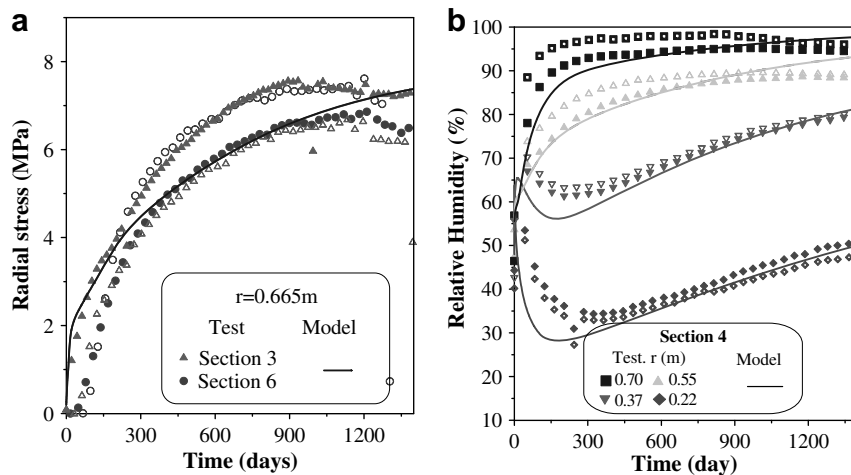 a
Radial stress (MPa)
8
6
4
2
0
r=0.665m
Test Model
Section 3
Section 6
0 300 600 900 1200
Time (days)
b
Relative Humidity (%)
100
90
80
70
60
50
40
30
20
10
Section 4
Test. r (m) Model
0.70 0.55
0.37 0.22
0 300 600 900 1200
Time (day)